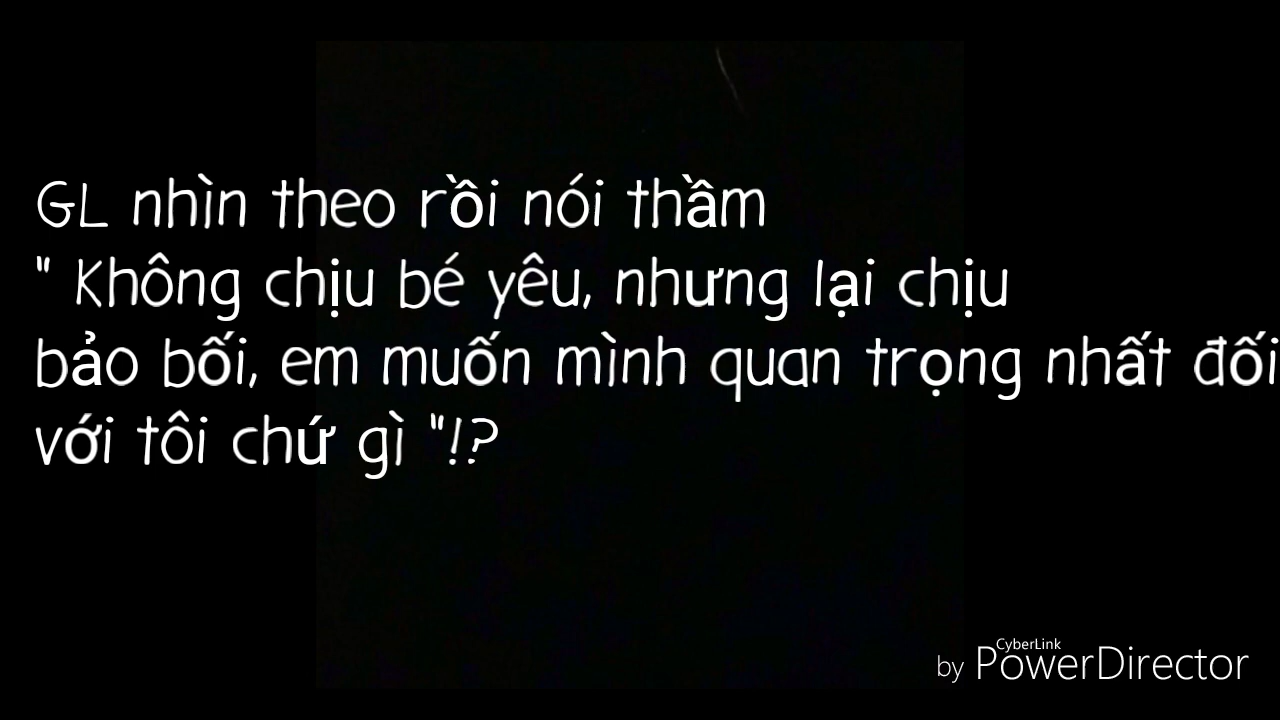 GL nhìn theo rồi nói thầm
" Không chịu bé yêu, nhưng lại chịu
bảo bối, em muốn mình quan trọng nhất đối
với tôi chứ gì "!?
CyberLink
by PowerDirector